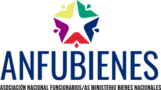 ANFUBIENES
ASOCIACIÓN NACIONAL FUNCIONARIOS/AS MINISTERIO BIENES NACIONALES